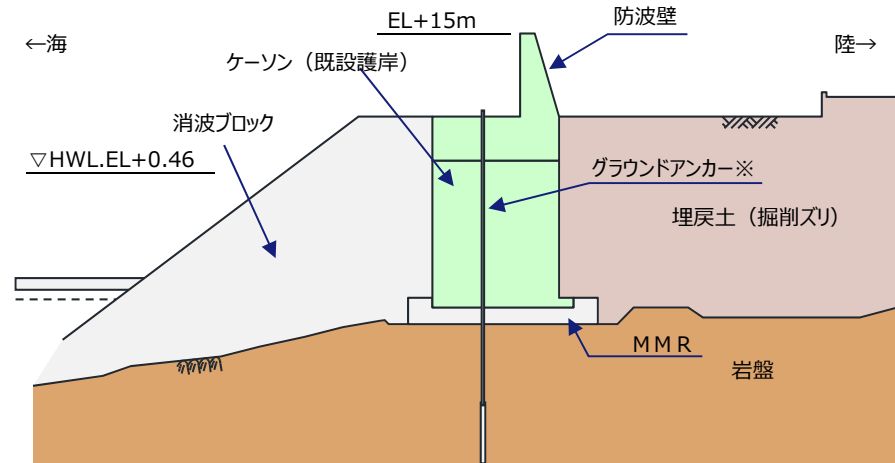 EL+15m
防波壁
←海
陸→
ケーソン（既設護岸）
消波ブロック
▽HWL.EL+0.46
グラウンドアンカー※
埋戻土（掘削ズリ）
ＭＭＲ
岩盤